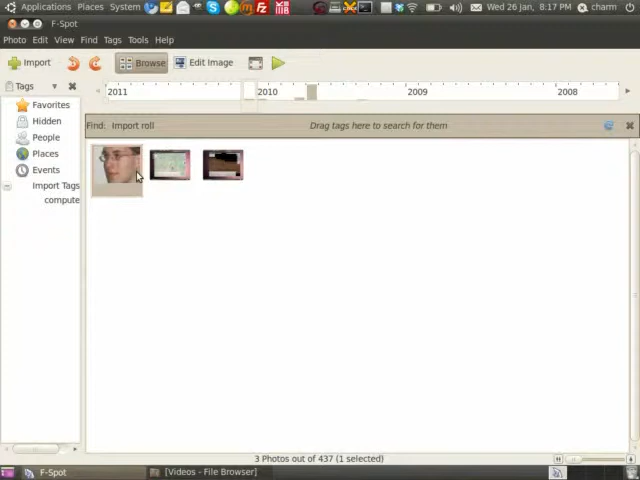 Applications Places System Wed 26 Jan, 8:17 PM charm
F-Spot
Photo Edit View Find Tags Tools Help
Import Browse Edit Image
Tags
2011 2010 2009 2008
Favorites
Hidden
People
Places
Events
Import Tags
compute
Find: Import roll Drag tags here to search for them
3 Photos out of 437 (1 selected)
F-Spot [Videos - File Browser]